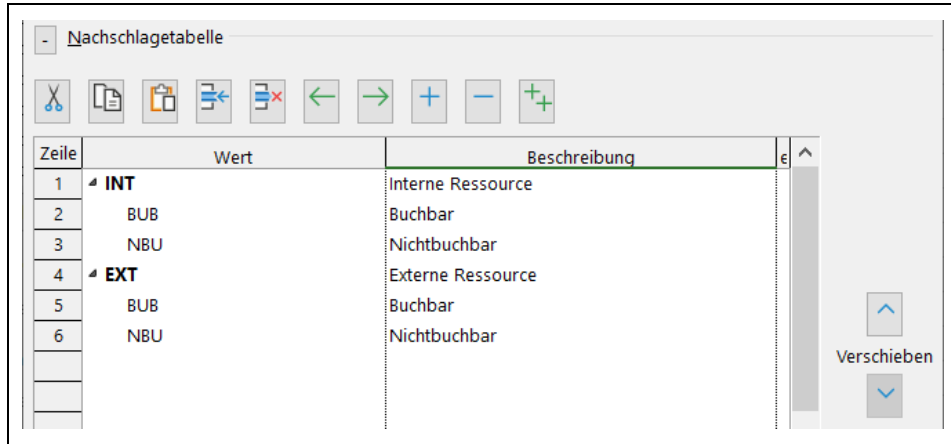 - Nachschlagetabelle
Zeile Wert Beschreibung e
1 INT Interne Ressource
2 BUB Buchbar
3 NBU Nichtbuchbar
4 EXT Externe Ressource
5 BUB Buchbar
6 NBU Nichtbuchbar
Verschieben